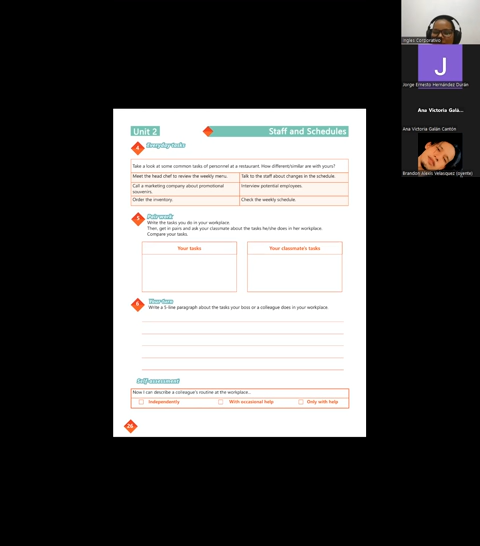 Inglés Corporativo
J
Jorge Ernesto Hernández Durán
Ana Victoria Galá...
Ana Victoria Galán Cantón
Brandon Alexis Velasquez (oyente)
Unit 2
Staff and Schedules
4
Everyday tasks
Take a look at some common tasks of personnel at a restaurant. How different/similar are with yours?
Meet the head chef to review the weekly menu.
Talk to the staff about changes in the schedule.
Call a marketing company about promotional
souvenirs.
Interview potential employees.
Order the inventory.
Check the weekly schedule.
5
Pair work
Write the tasks you do in your workplace.
Then, get in pairs and ask your classmate about the tasks he/she does in her workplace.
Compare your tasks.
Your tasks
Your classmate's tasks
6
Your turn
Write a 5-line paragraph about the tasks your boss or a colleague does in your workplace.
Self-assessment
Now I can describe a colleague's routine at the workplace...
Independently
With occasional help
Only with help
26